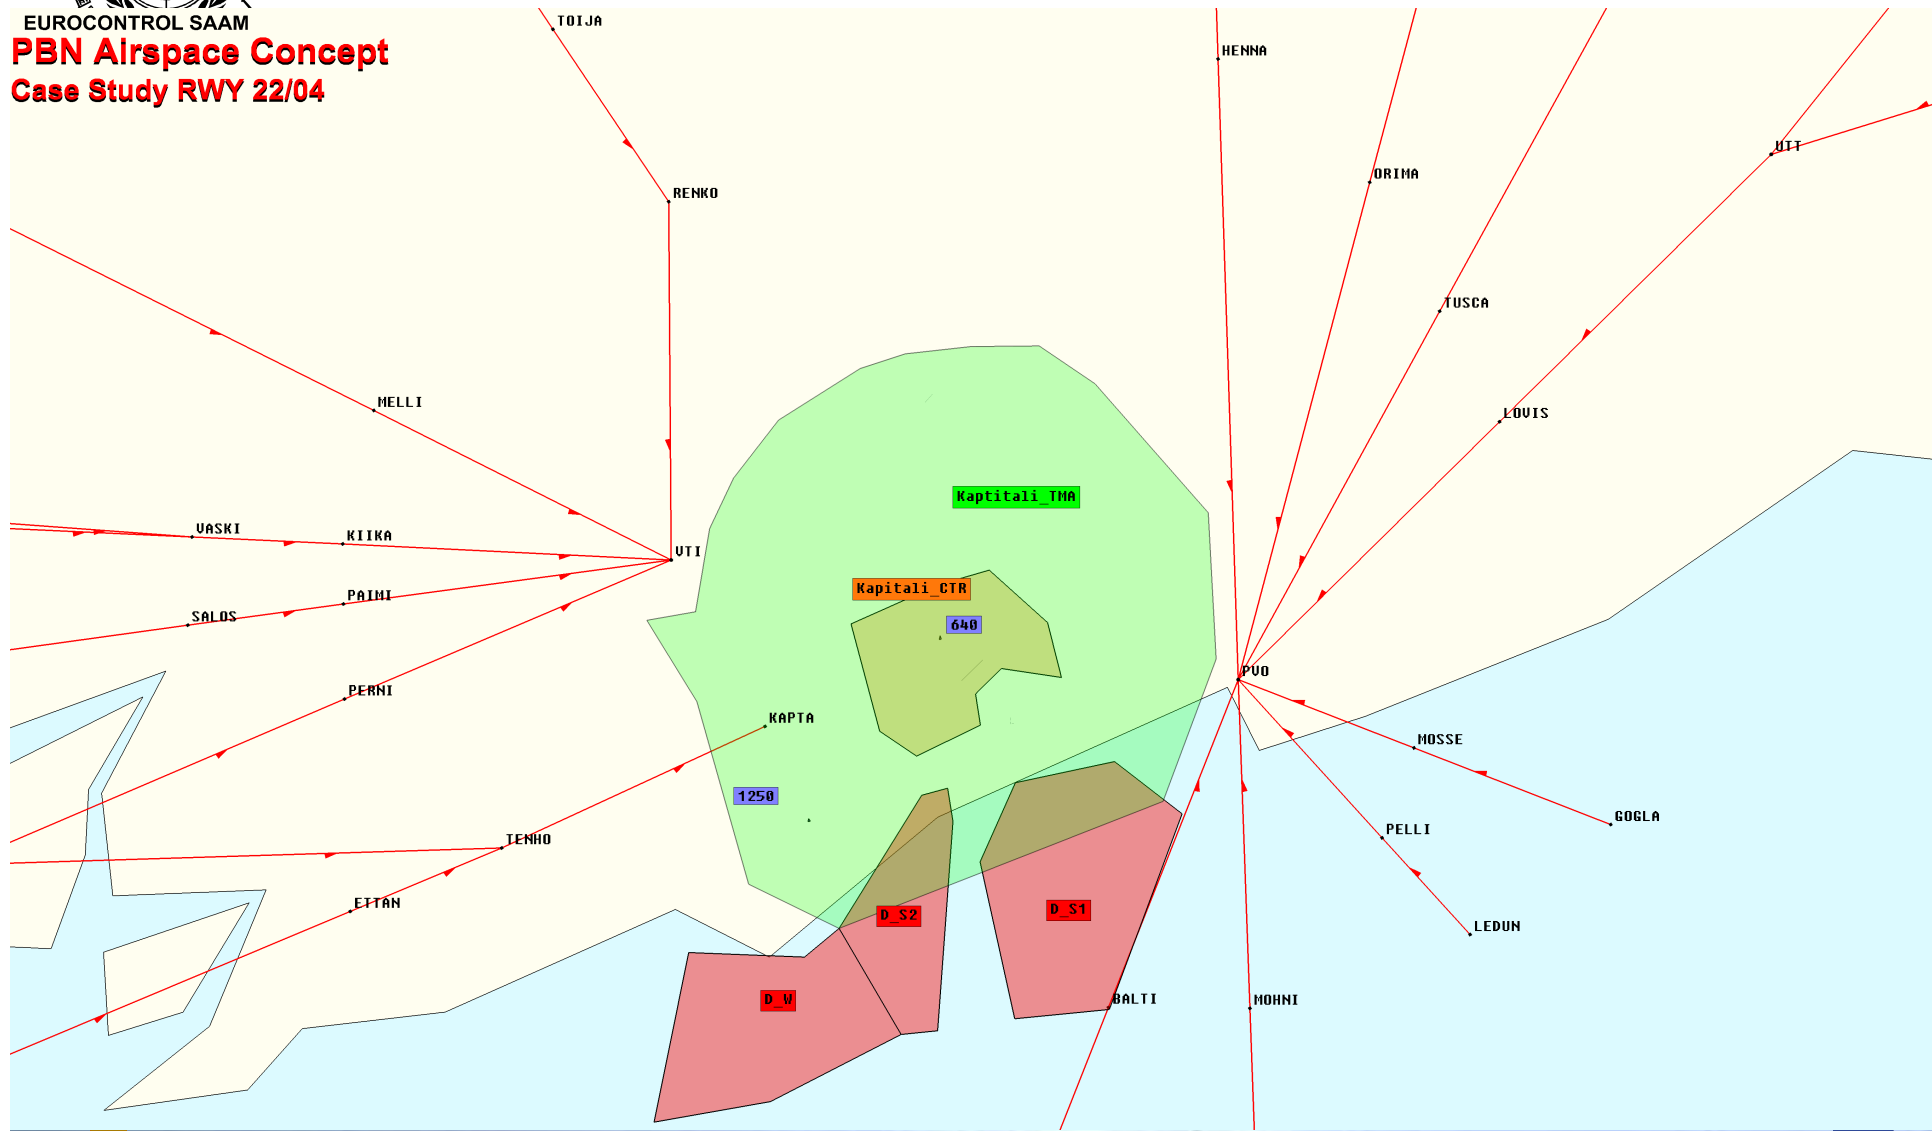 EUROCONTROL SAAM
PBN Airspace Concept
Case Study RWY 22/04
TOIJA
HENNA
UTT
ORIMA
RENKO
TUSCA
MELLI
LOVIS
Kaptitali_TMA
VASKI
KIIKA
VTI
Kapitali_CTR
PAIMI
SALOS
640
PVO
PERNI
KAPTA
MOSSE
1250
GOGLA
PELLI
TENHO
ETTAN
D_S2
D_S1
LEDUN
D_W
BALTI
MOHNI